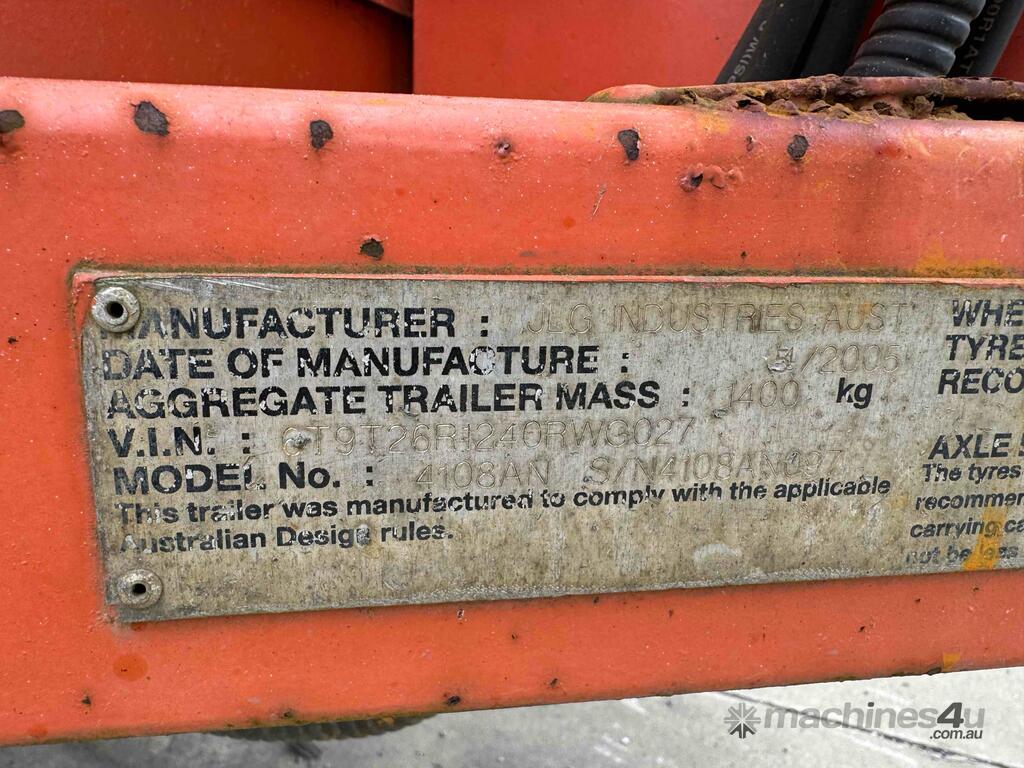 MANUFACTURER : JLG INDUSTRIES AUST
DATE OF MANUFACTURE : /2005
AGGREGATE TRAILER MASS : 1400 kg
V.I.N. : 6T9T26R1240RWG027
MODEL No. : 4108AN S/N4108AN097
This trailer was manufactured to comply with the applicable
Australian Design rules.
WHE
TYRE
RECO
AXLE
The tyres
recommen
carrying ca
not be less
machines4u
.com.au